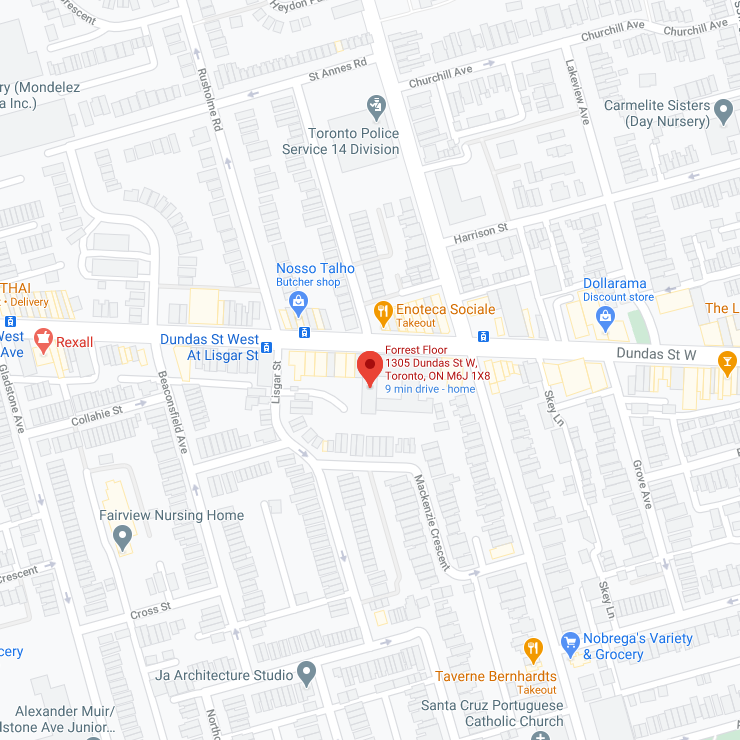 Crescent
Heydon Pa
Churchill Ave
Churchill Ave
St Annes Rd
Churchill Ave
Lakeview Ave
Rusholme Rd
ry (Mondelez
a Inc.)
Toronto Police
Service 14 Division
Carmelite Sisters
(Day Nursery)
Harrison St
Nosso Talho
Butcher shop
Dollarama
Discount store
THAI
• Delivery
Enoteca Sociale
Takeout
The L
West
Ave
Rexall
Dundas St West
At Lisgar St
Forrest Floor
1305 Dundas St W,
Toronto, ON M6J 1X8
9 min drive - home
Dundas St W
Gladstone Ave
Beaconsfield Ave
Lisgar St
Collahie St
Skey Ln
Grove Ave
Mackenzie Crescent
Fairview Nursing Home
Crescent
Cross St
Skey Ln
cery
Nobrega's Variety
& Grocery
Ja Architecture Studio
Taverne Bernhardts
Takeout
Santa Cruz Portuguese
Catholic Church
Alexander Muir/
dstone Ave Junior...
Northc